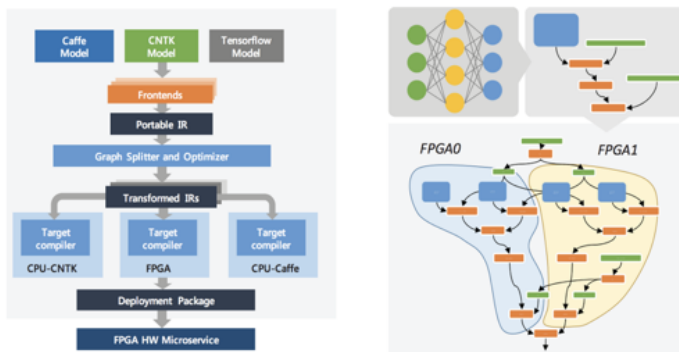 Caffe
Model
CNTK
Model
Tensorflow
Model
Frontends
Portable IR
Graph Splitter and Optimizer
Transformed IRs
Target
compiler
Target
compiler
Target
compiler
CPU-CNTK
FPGA
CPU-Caffe
Deployment Package
FPGA HW Microservice
FPGA0
FPGA1